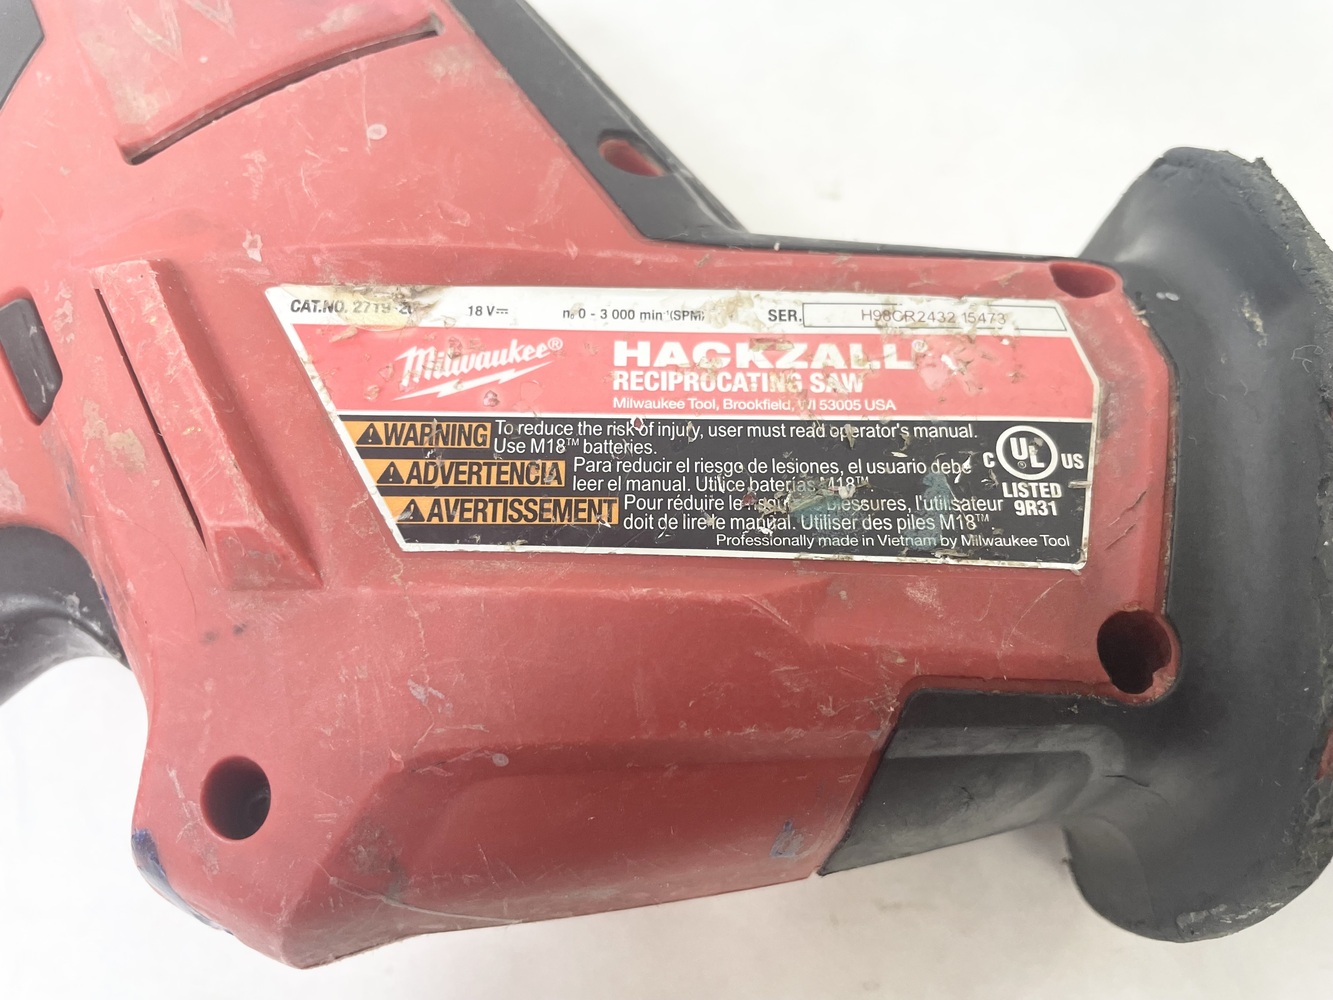 CAT.NO. 2719-20 18 V⎓ n₀ 0 - 3 000 min⁻¹(SPM) SER. H98CR2432 15473
Milwaukee® HACKZALL®
RECIPROCATING SAW
Milwaukee Tool, Brookfield, WI 53005 USA
⚠WARNING To reduce the risk of injury, user must read operator's manual.
Use M18™ batteries.
⚠ADVERTENCIA Para reducir el riesgo de lesiones, el usuario debe
leer el manual. Utilice baterías M18™.
⚠AVERTISSEMENT Pour réduire le blessures, l'utilisateur
doit de lire le manual. Utiliser des piles M18™
Professionally made in Vietnam by Milwaukee Tool
C UL® US
LISTED
9R31